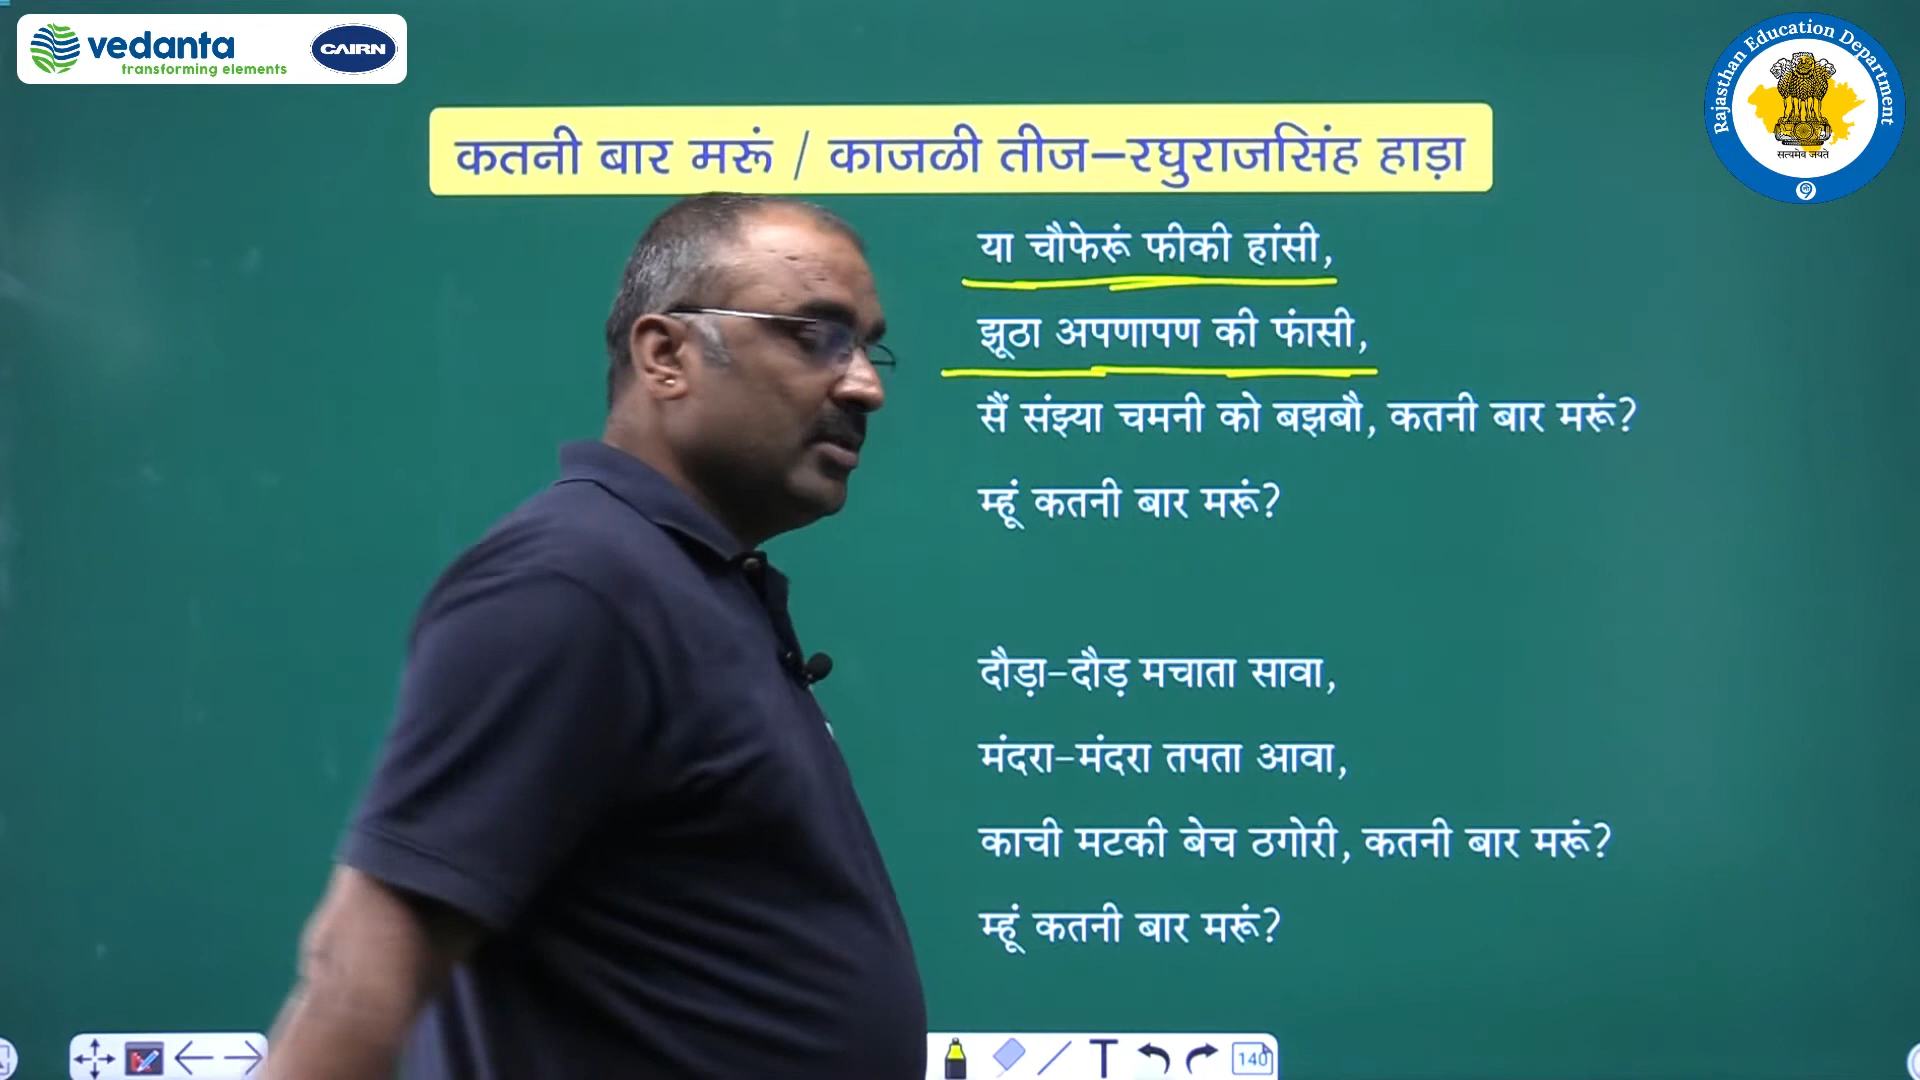 vedanta
transforming elements
CAIRN
Rajasthan Education Department
सत्यमेव जयते
कतनी बार मरूं / काजळी तीज–रघुराजसिंह हाड़ा
या चौफेरूं फीकी हांसी,
झूठा अपणापण की फांसी,
सैं संझ्या चमनी को बझबौ, कतनी बार मरूं?
म्हूं कतनी बार मरूं?
दौड़ा–दौड़ मचाता सावा,
मंदरा–मंदरा तपता आवा,
काची मटकी बेच ठगोरी, कतनी बार मरूं?
म्हूं कतनी बार मरूं?
T
140